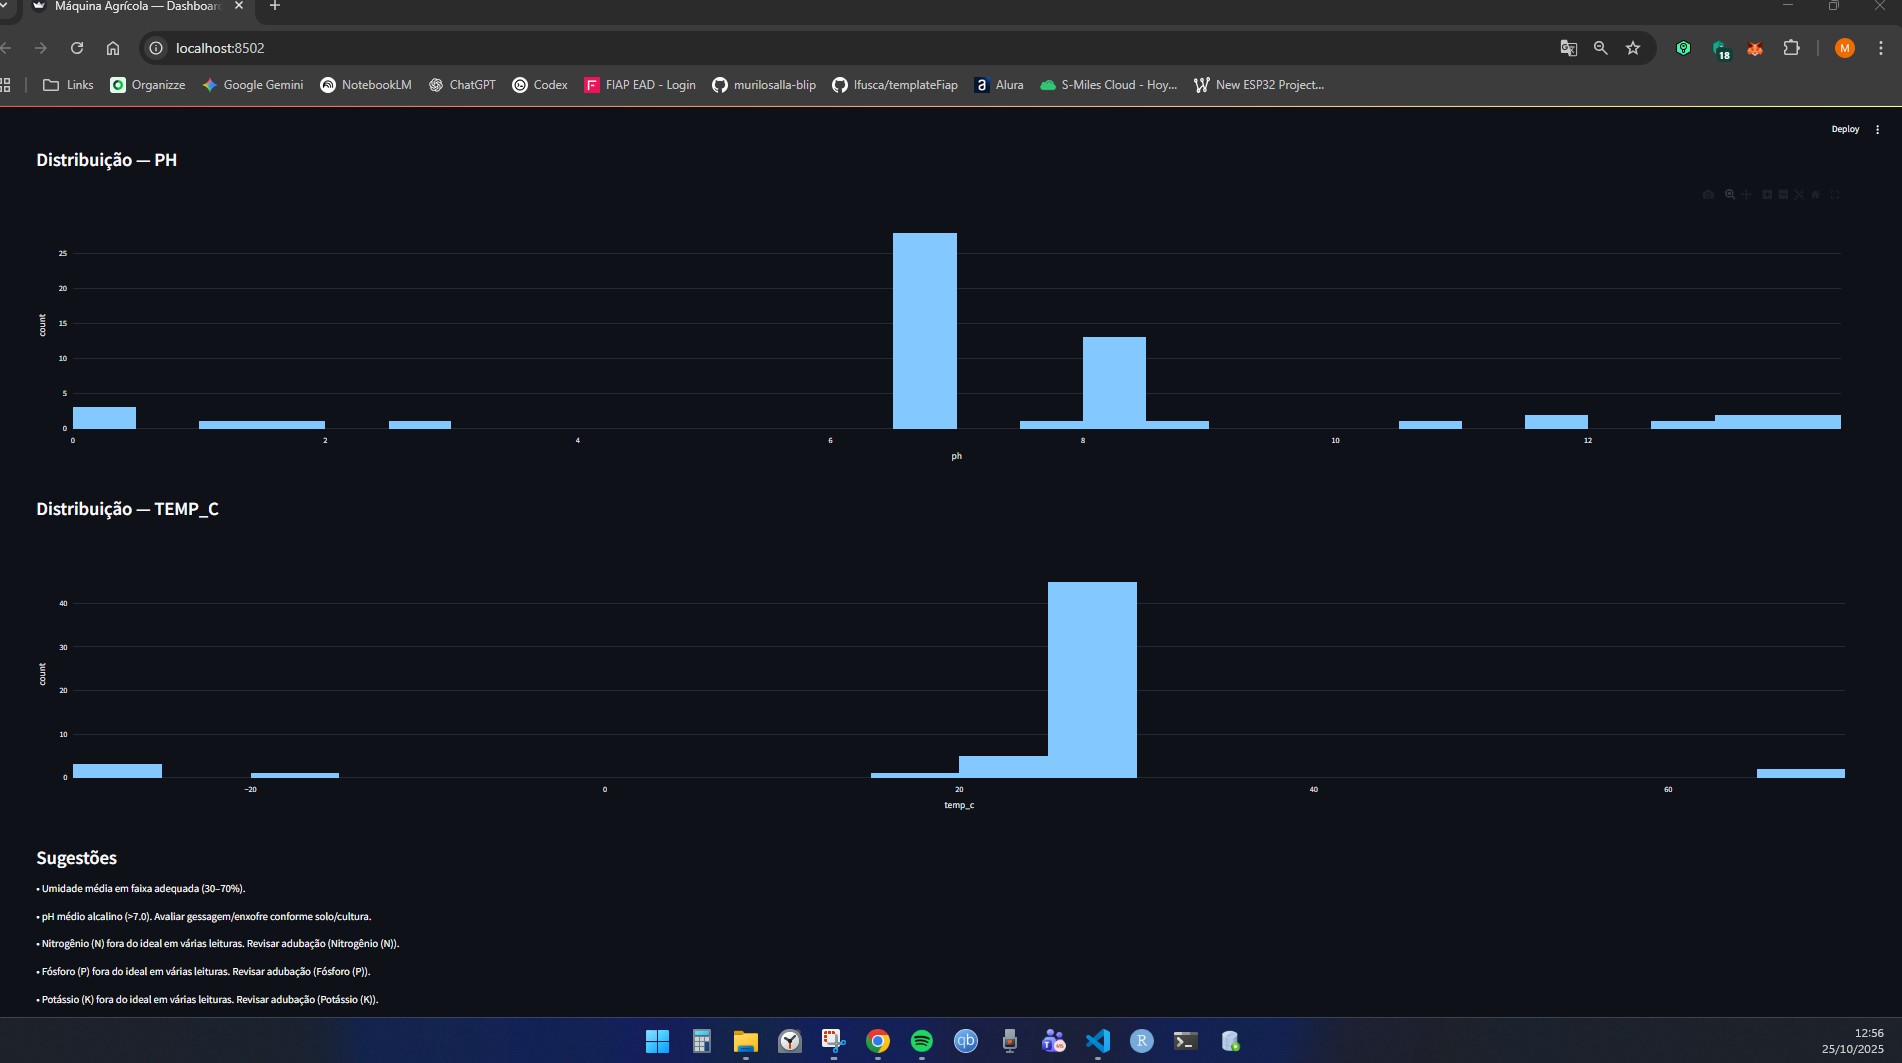 Máquina Agrícola — Dashboar
localhost:8502
18
M
Links
Organizze
Google Gemini
NotebookLM
ChatGPT
Codex
FIAP EAD - Login
murilosalla-blip
lfusca/templateFiap
Alura
S-Miles Cloud - Hoy...
New ESP32 Project...
Deploy
Distribuição — PH
25
20
15
10
5
0
count
0 2 4 6 8 10 12
ph
Distribuição — TEMP_C
40
30
20
10
0
count
−20 0 20 40 60
temp_c
Sugestões
• Umidade média em faixa adequada (30–70%).
• pH médio alcalino (>7.0). Avaliar gessagem/enxofre conforme solo/cultura.
• Nitrogênio (N) fora do ideal em várias leituras. Revisar adubação (Nitrogênio (N)).
• Fósforo (P) fora do ideal em várias leituras. Revisar adubação (Fósforo (P)).
• Potássio (K) fora do ideal em várias leituras. Revisar adubação (Potássio (K)).
qb
R
12:56
25/10/2025